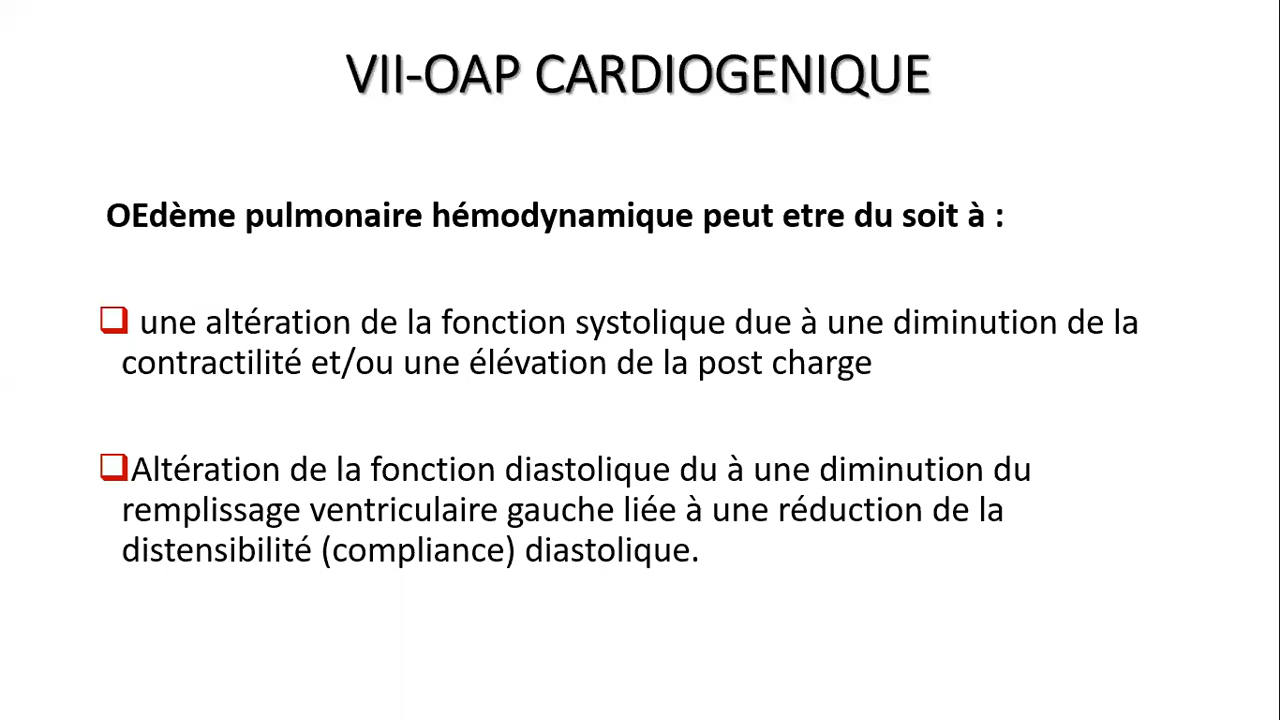 VII-OAP CARDIOGENIQUE
OEdème pulmonaire hémodynamique peut etre du soit à :
une altération de la fonction systolique due à une diminution de la
contractilité et/ou une élévation de la post charge
Altération de la fonction diastolique du à une diminution du
remplissage ventriculaire gauche liée à une réduction de la
distensibilité (compliance) diastolique.